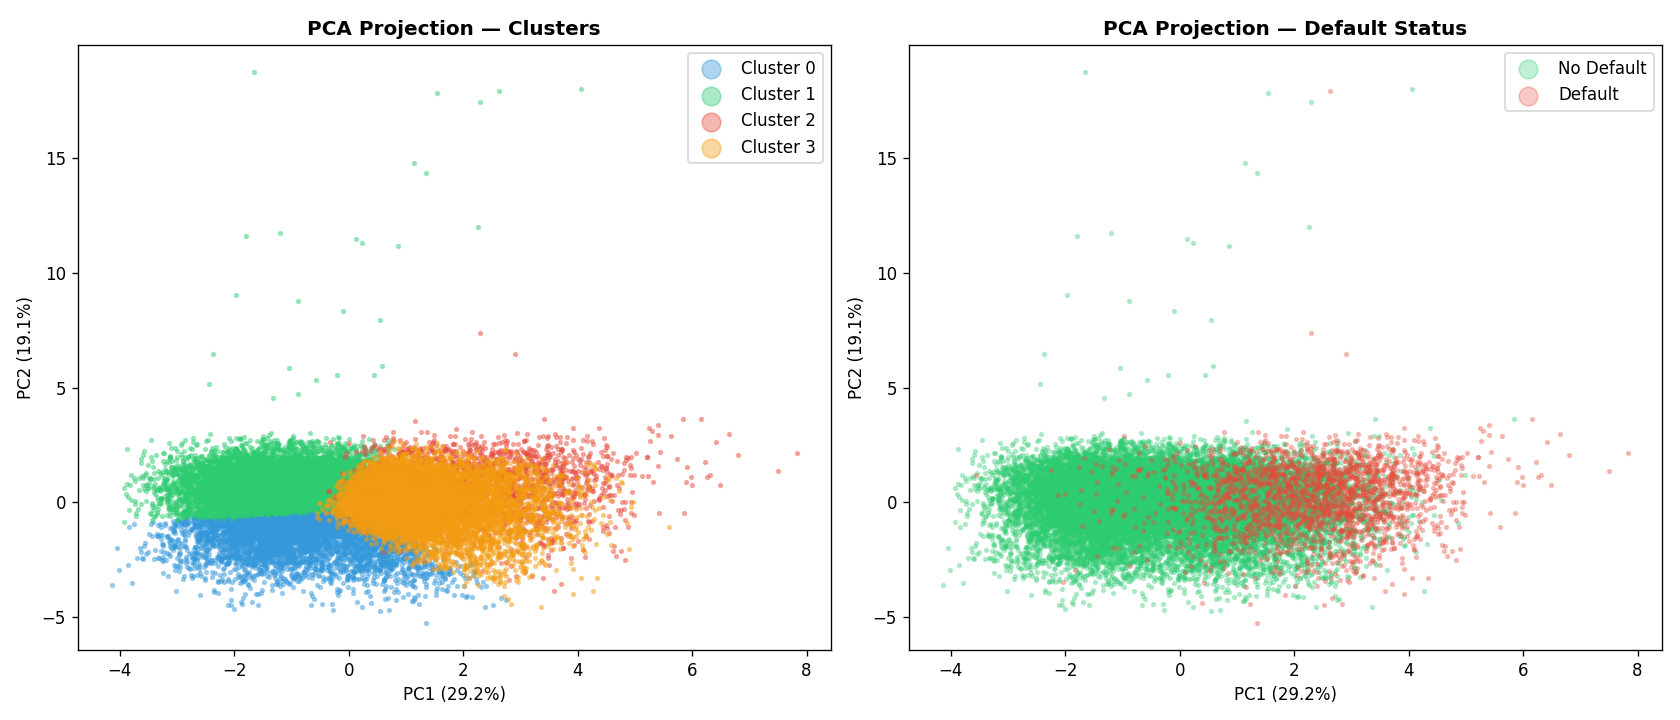 PCA Projection — Clusters
Cluster 0
Cluster 1
Cluster 2
Cluster 3
PC2 (19.1%)
15
10
5
0
−5
−4
−2
0
2
4
6
8
PC1 (29.2%)
PCA Projection — Default Status
No Default
Default
PC2 (19.1%)
15
10
5
0
−5
−4
−2
0
2
4
6
8
PC1 (29.2%)